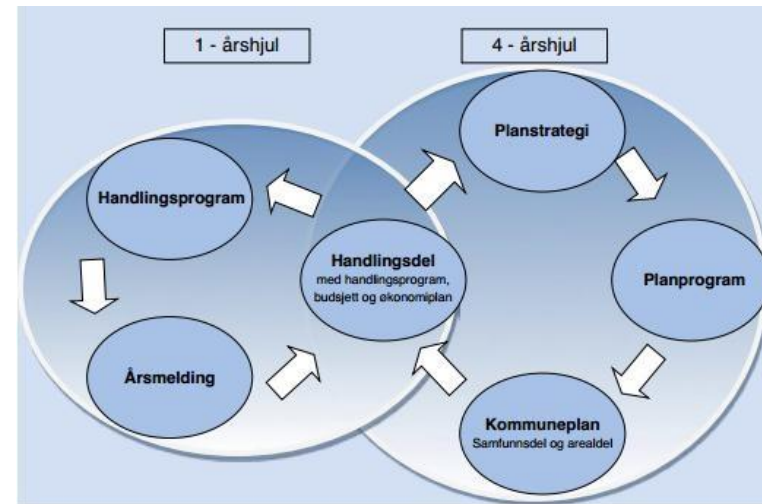 1 - årshjul
4 - årshjul
Planstrategi
Handlingsprogram
Handlingsdel
med handlingsprogram,
budsjett og økonomiplan
Planprogram
Årsmelding
Kommuneplan
Samfunnsdel og arealdel